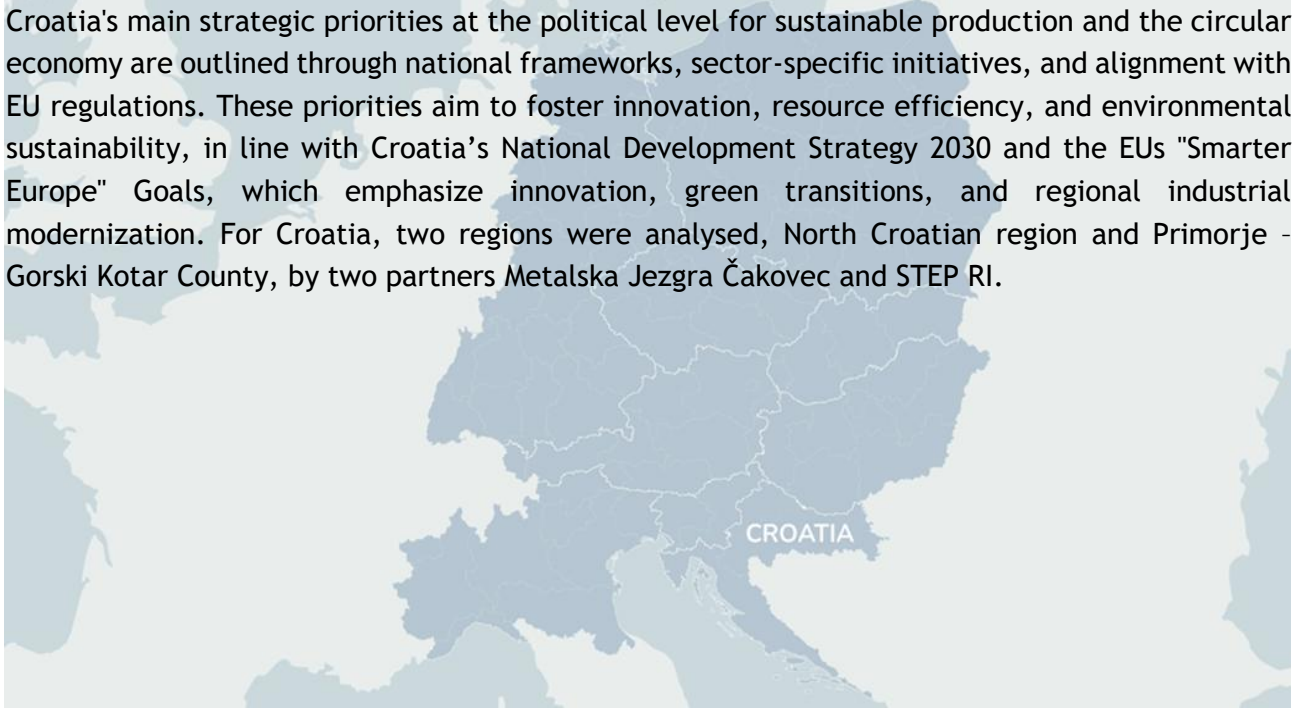 Croatia's main strategic priorities at the political level for sustainable production and the circular
economy are outlined through national frameworks, sector-specific initiatives, and alignment with
EU regulations. These priorities aim to foster innovation, resource efficiency, and environmental
sustainability, in line with Croatia’s National Development Strategy 2030 and the EUs "Smarter
Europe" Goals, which emphasize innovation, green transitions, and regional industrial
modernization. For Croatia, two regions were analysed, North Croatian region and Primorje –
Gorski Kotar County, by two partners Metalska Jezgra Čakovec and STEP RI.
CROATIA